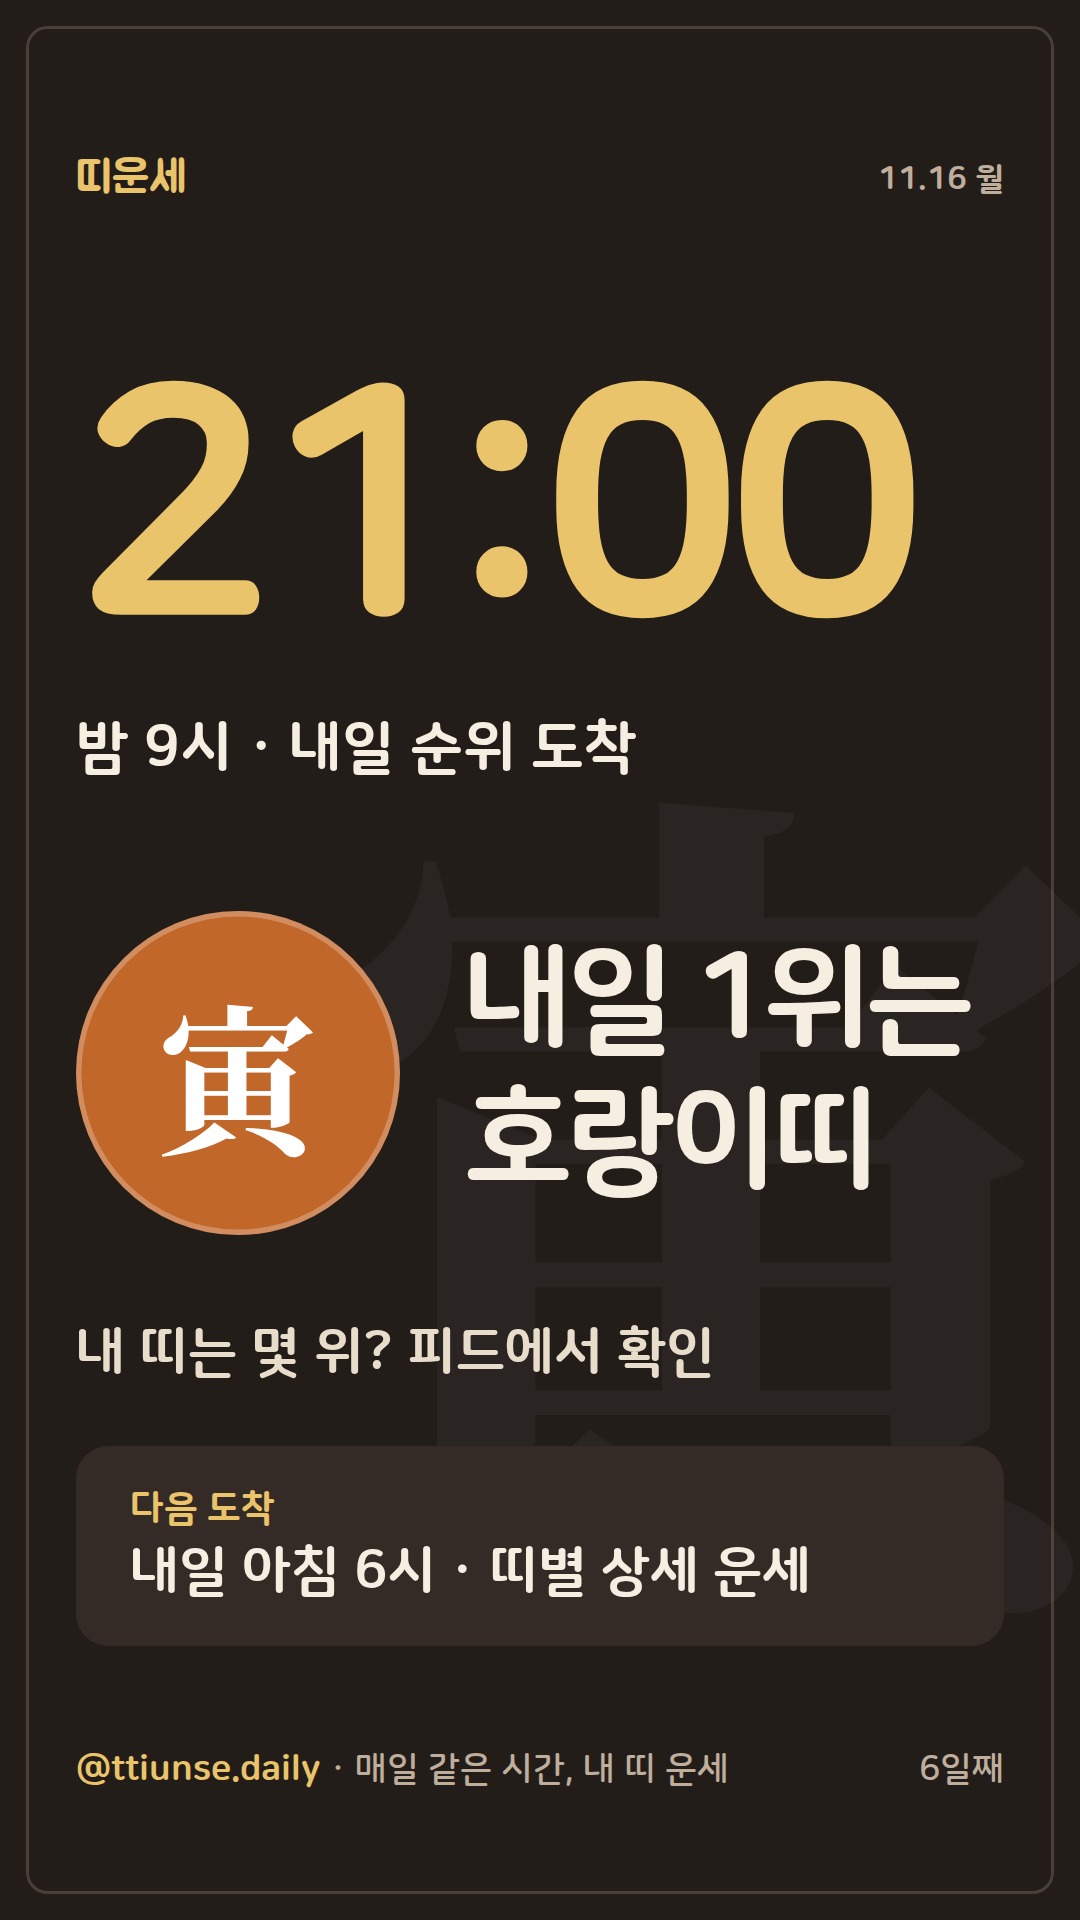 띠운세
11.16 월
21:00
밤 9시 · 내일 순위 도착
寅
내일 1위는
호랑이띠
내 띠는 몇 위? 피드에서 확인
다음 도착
내일 아침 6시 · 띠별 상세 운세
@ttiunse.daily · 매일 같은 시간, 내 띠 운세
6일째